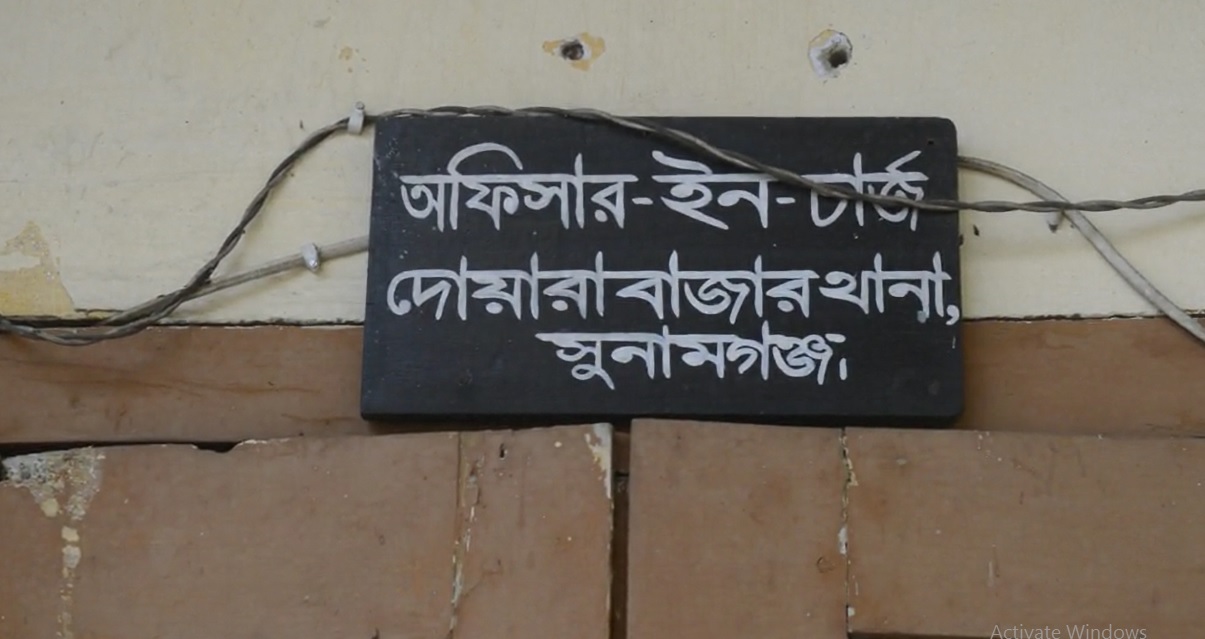 অফিসার-ইন-চার্জ
দোয়ারাবাজার থানা,
সুনামগঞ্জ।
Activate Windows